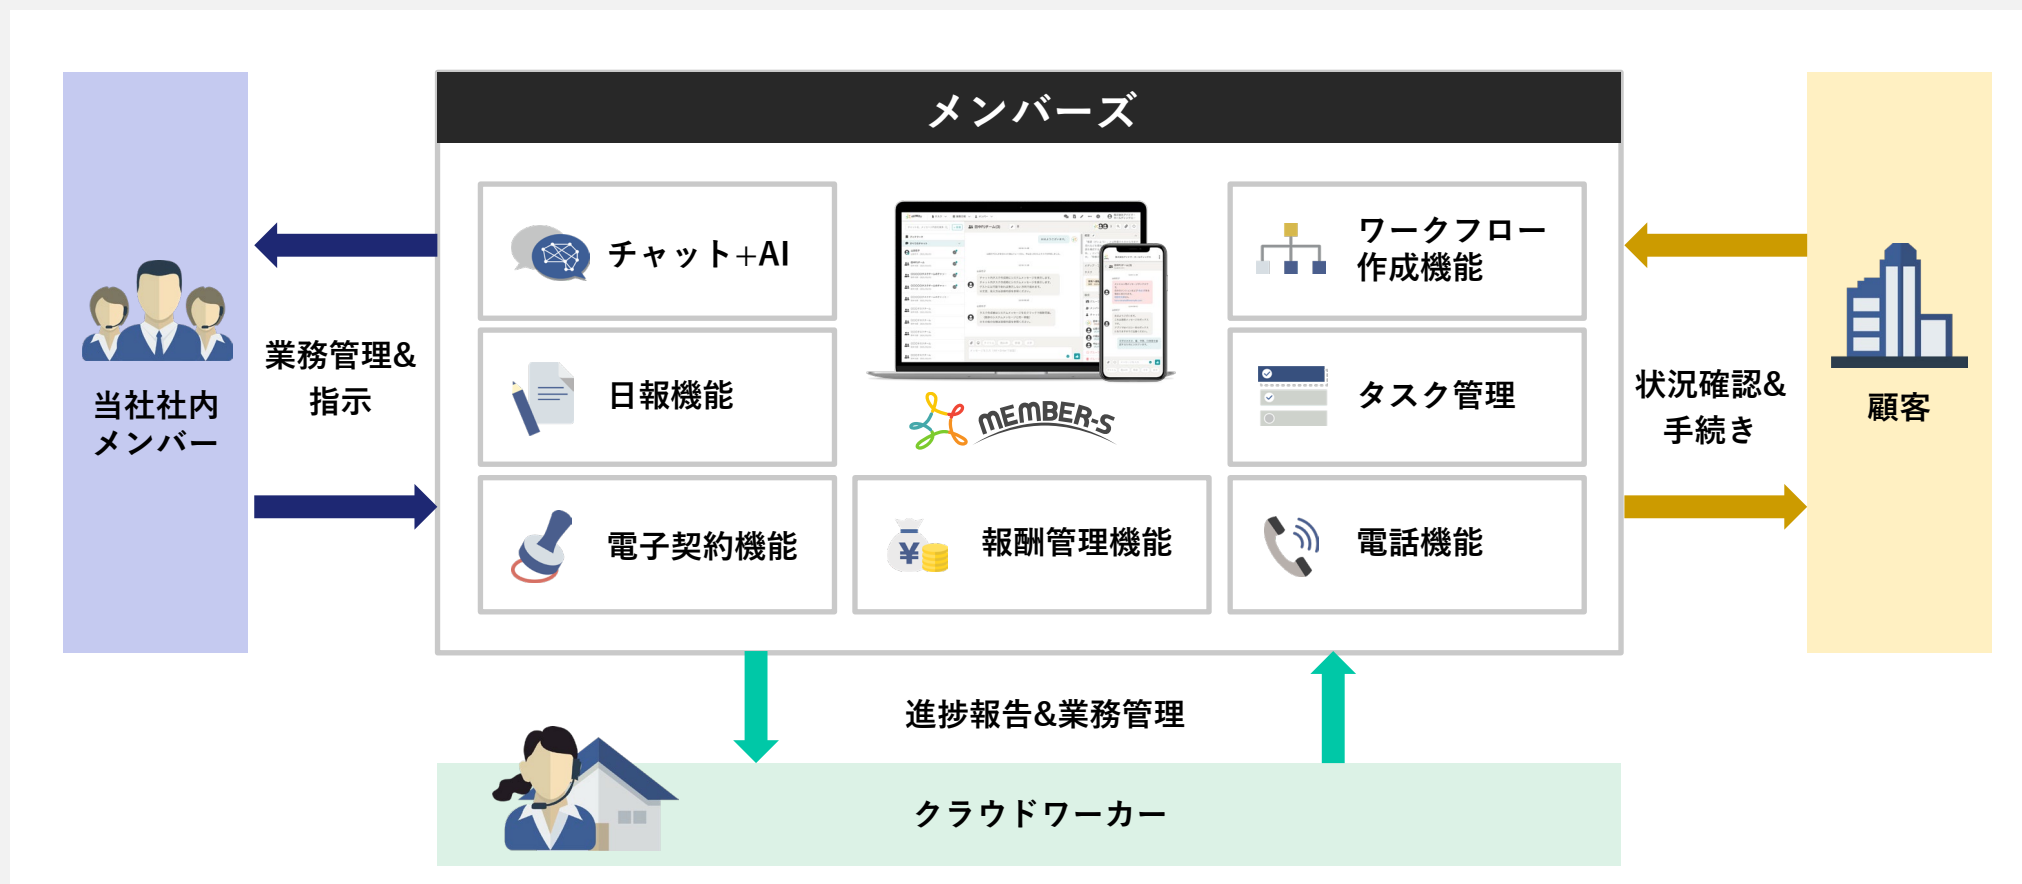 メンバーズ
当社社内
メンバー
業務管理&
指示
チャット+AI
日報機能
電子契約機能
MEMBER-S
報酬管理機能
ワークフロー
作成機能
タスク管理
電話機能
状況確認&
手続き
顧客
進捗報告&業務管理
クラウドワーカー